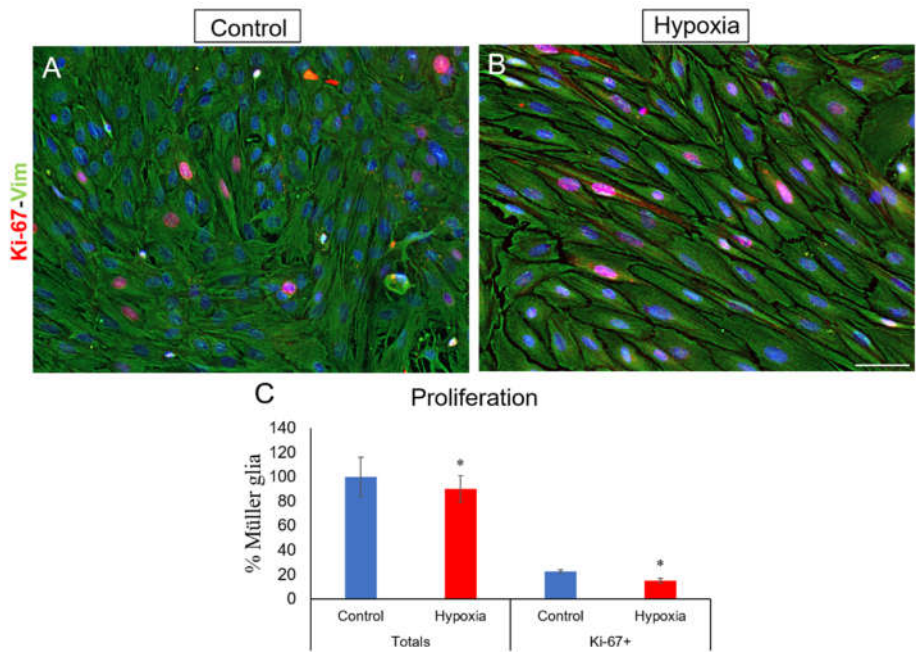 Control
Hypoxia
A
B
Ki-67-Vim
C
Proliferation
% Müller glia
140
120
100
80
60
40
20
0
*
*
Control
Hypoxia
Control
Hypoxia
Totals
Ki-67+